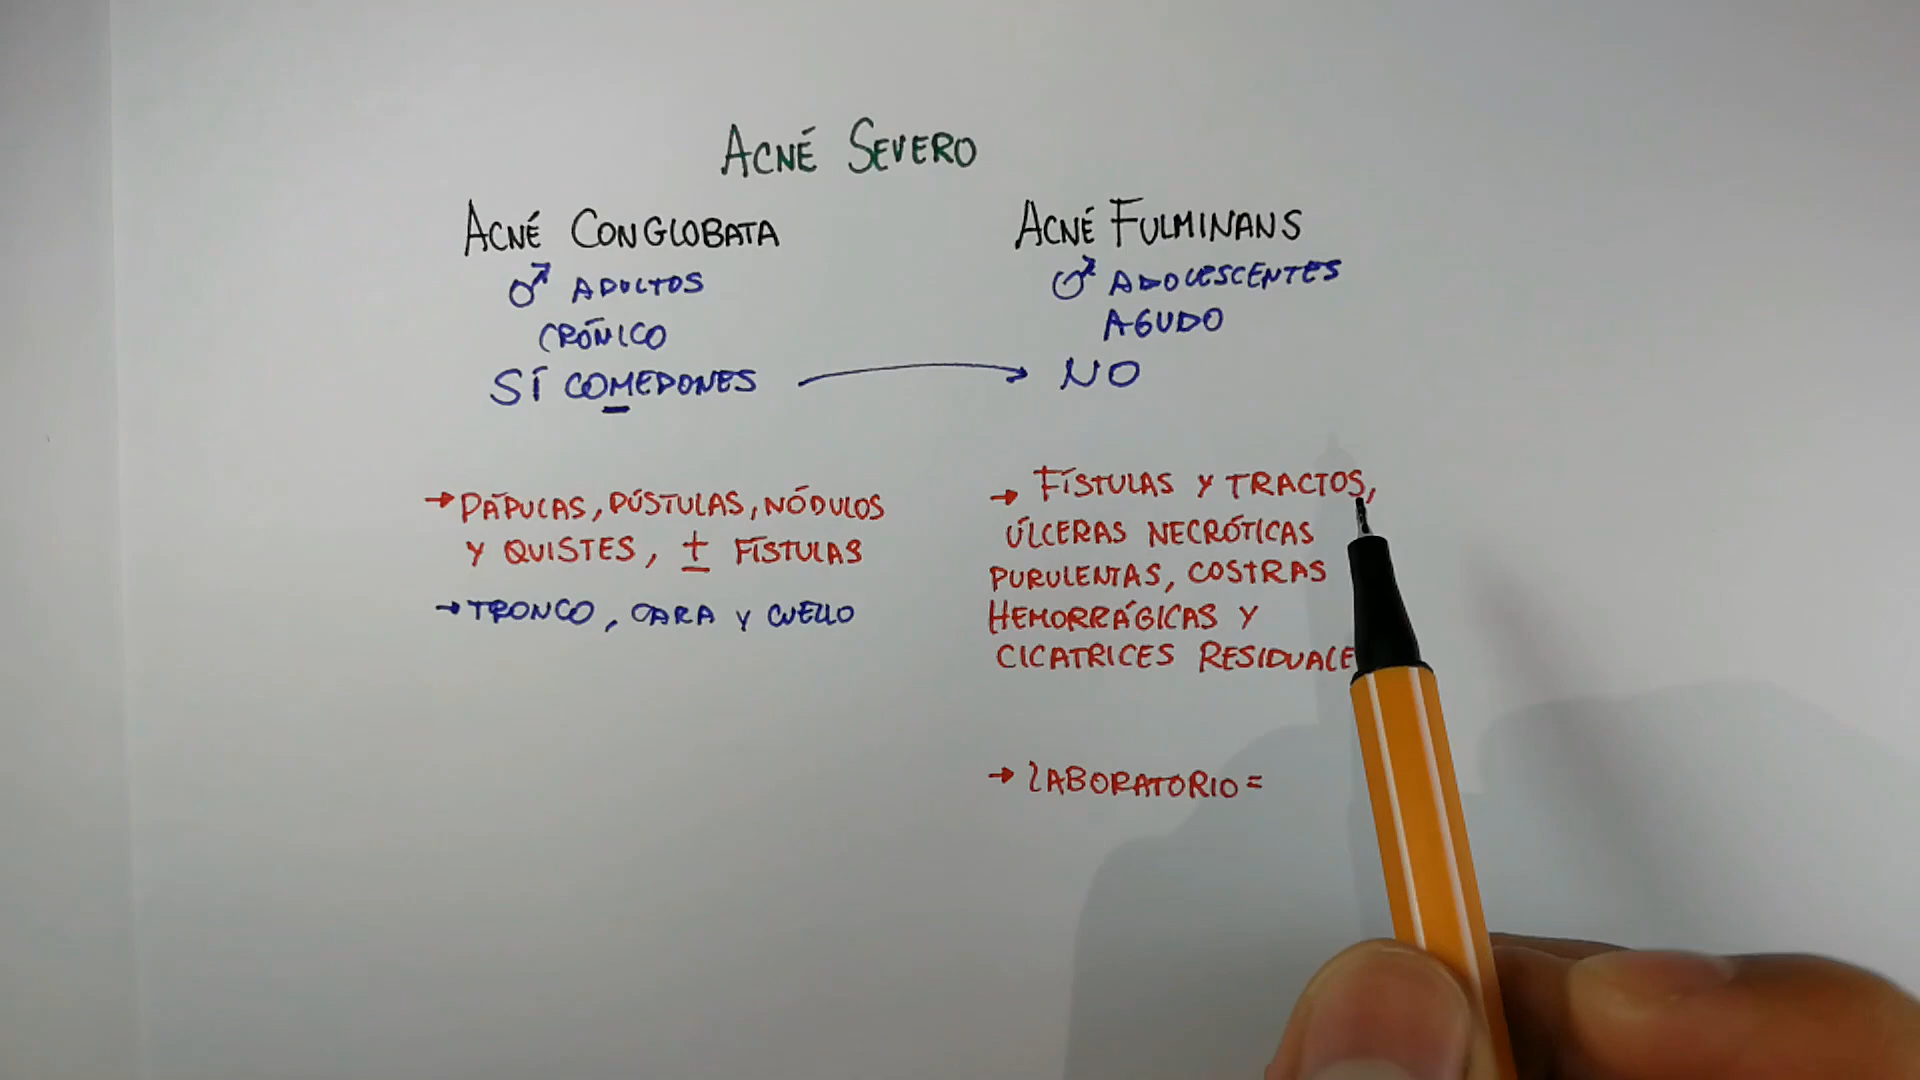 ACNÉ SEVERO
ACNÉ CONGLOBATA
♂ ADULTOS
CRÓNICO
SÍ COMEDONES →
→ PÁPULAS, PÚSTULAS, NÓDULOS
Y QUISTES, ± FÍSTULAS
→ TRONCO, CARA Y CUELLO
ACNÉ FULMINANS
♂ ADOLESCENTES
AGUDO
NO
→ FÍSTULAS Y TRACTOS,
ÚLCERAS NECRÓTICAS
PURULENTAS, COSTRAS
HEMORRÁGICAS Y
CICATRICES RESIDUALE
→ LABORATORIO =